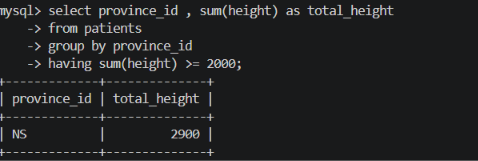 mysql> select province_id , sum(height) as total_height
    -> from patients
    -> group by province_id
    -> having sum(height) >= 2000;
+-------------+--------------+
| province_id | total_height |
+-------------+--------------+
| NS          |         2900 |
+-------------+--------------+